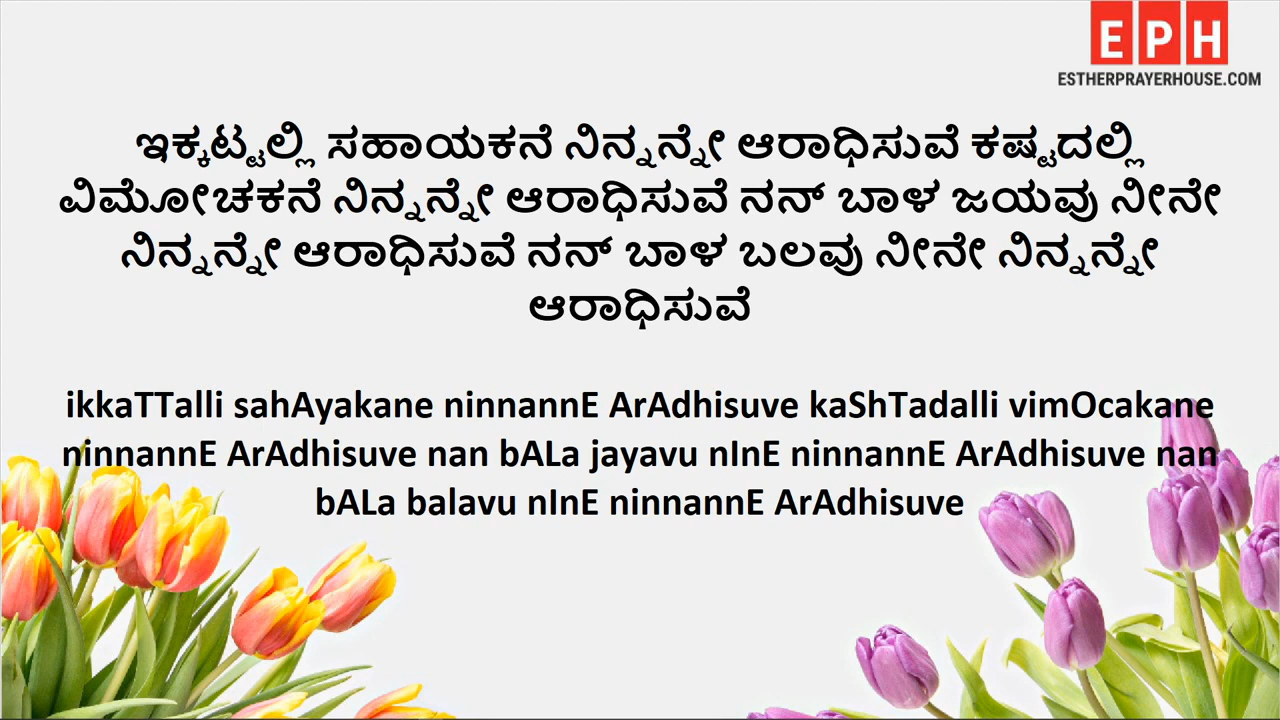 EPH
ESTHERPRAYERHOUSE.COM
ಇಕ್ಕಟ್ಟಲ್ಲಿ ಸಹಾಯಕನೆ ನಿನ್ನನ್ನೇ ಆರಾಧಿಸುವೆ ಕಷ್ಟದಲ್ಲಿ
ವಿಮೋಚಕನೆ ನಿನ್ನನ್ನೇ ಆರಾಧಿಸುವೆ ನನ್ ಬಾಳ ಜಯವು ನೀನೇ
ನಿನ್ನನ್ನೇ ಆರಾಧಿಸುವೆ ನನ್ ಬಾಳ ಬಲವು ನೀನೇ ನಿನ್ನನ್ನೇ
ಆರಾಧಿಸುವೆ
ikkaTTalli sahAyakane ninnannE ArAdhisuve kaShTadalli vimOcakane
ninnannE ArAdhisuve nan bALa jayavu nInE ninnannE ArAdhisuve nan
bALa balavu nInE ninnannE ArAdhisuve